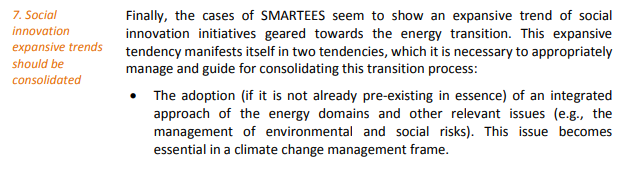 7. Social
innovation
expansive trends
should be
consolidated
Finally, the cases of SMARTEES seem to show an expansive trend of social
innovation initiatives geared towards the energy transition. This expansive
tendency manifests itself in two tendencies, which it is necessary to appropriately
manage and guide for consolidating this transition process:
• The adoption (if it is not already pre-existing in essence) of an integrated
approach of the energy domains and other relevant issues (e.g., the
management of environmental and social risks). This issue becomes
essential in a climate change management frame.